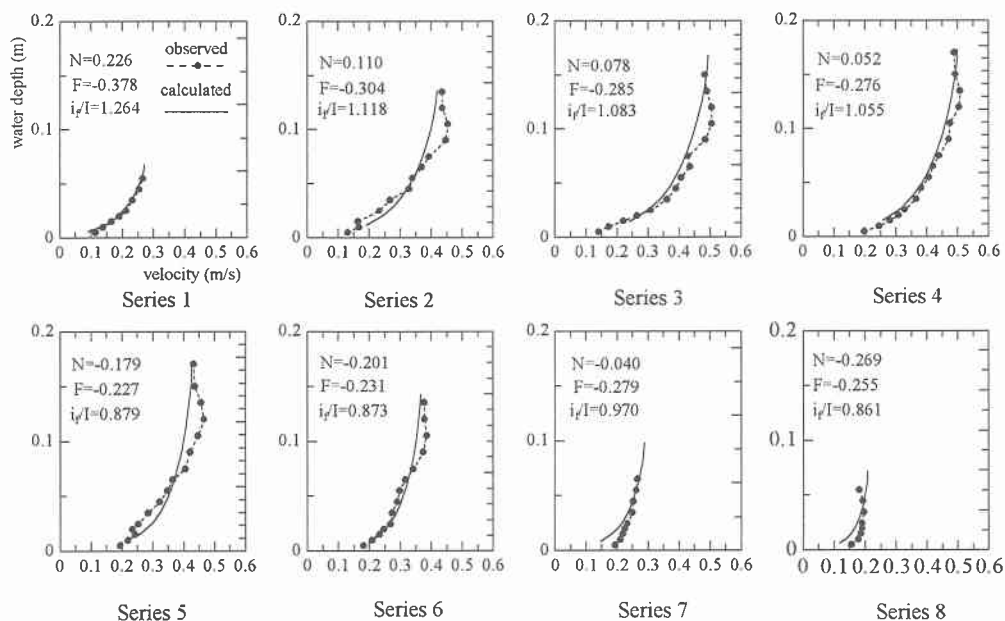 0.2
water depth (m)
0.1
0
N=0.226
F=-0.378
i_f/I=1.264
observed
calculated
0 0.1 0.2 0.3 0.4 0.5 0.6
velocity (m/s)
Series 1
0.2
0.1
0
N=0.110
F=-0.304
i_f/I=1.118
0 0.1 0.2 0.3 0.4 0.5 0.6
Series 2
0.2
0.1
0
N=0.078
F=-0.285
i_f/I=1.083
0 0.1 0.2 0.3 0.4 0.5 0.6
Series 3
0.2
0.1
0
N=0.052
F=-0.276
i_f/I=1.055
0 0.1 0.2 0.3 0.4 0.5 0.6
Series 4
0.2
0.1
0
N=-0.179
F=-0.227
i_f/I=0.879
0 0.1 0.2 0.3 0.4 0.5 0.6
Series 5
0.2
0.1
0
N=-0.201
F=-0.231
i_f/I=0.873
0 0.1 0.2 0.3 0.4 0.5 0.6
Series 6
0.2
0.1
0
N=-0.040
F=-0.279
i_f/I=0.970
0 0.1 0.2 0.3 0.4 0.5 0.6
Series 7
0.2
0.1
0
N=-0.269
F=-0.255
i_f/I=0.861
0 0.1 0.2 0.3 0.4 0.5 0.6
Series 8